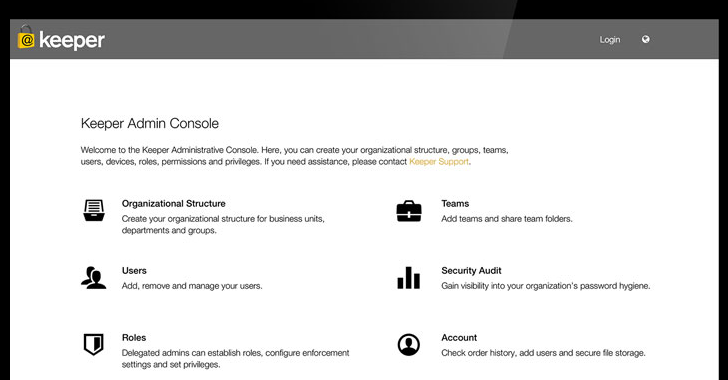 keeper
Login
Keeper Admin Console
Welcome to the Keeper Administrative Console. Here, you can create your organizational structure, groups, teams,
users, devices, roles, permissions and privileges. If you need assistance, please contact Keeper Support.
Organizational Structure
Create your organizational structure for business units,
departments and groups.
Teams
Add teams and share team folders.
Users
Add, remove and manage your users.
Security Audit
Gain visibility into your organization's password hygiene.
Roles
Delegated admins can establish roles, configure enforcement
settings and set privileges.
Account
Check order history, add users and secure file storage.